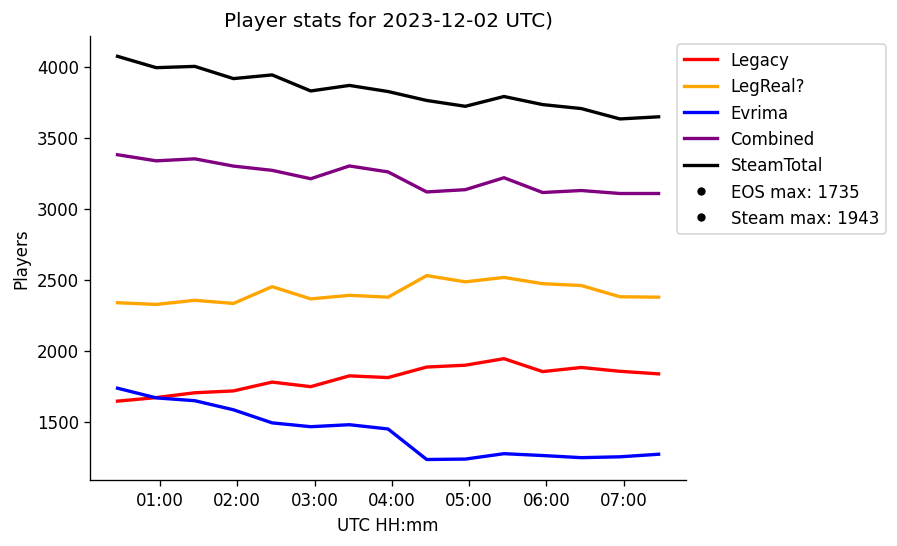 Player stats for 2023-12-02 UTC)
Legacy
LegReal?
Evrima
Combined
SteamTotal
EOS max: 1735
Steam max: 1943
Players
4000
3500
3000
2500
2000
1500
01:00 02:00 03:00 04:00 05:00 06:00 07:00
UTC HH:mm